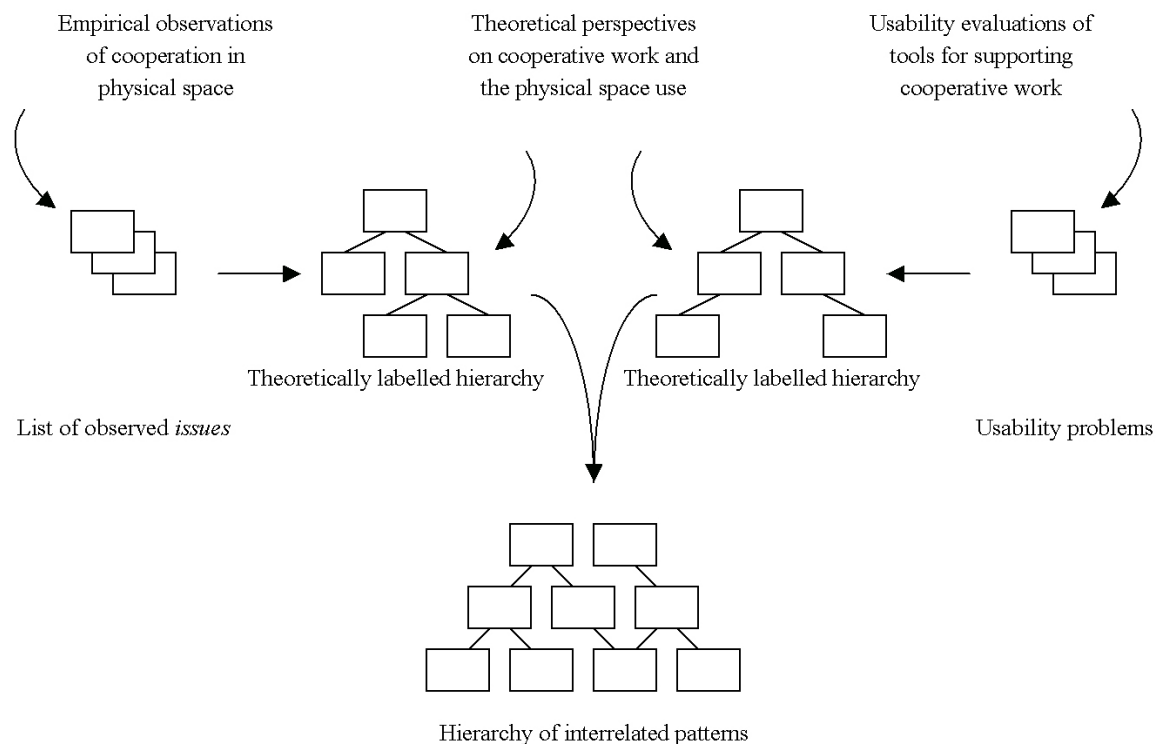 Empirical observations
of cooperation in
physical space
Theoretical perspectives
on cooperative work and
the physical space use
Usability evaluations of
tools for supporting
cooperative work
Theoretically labelled hierarchy
Theoretically labelled hierarchy
List of observed issues
Usability problems
Hierarchy of interrelated patterns